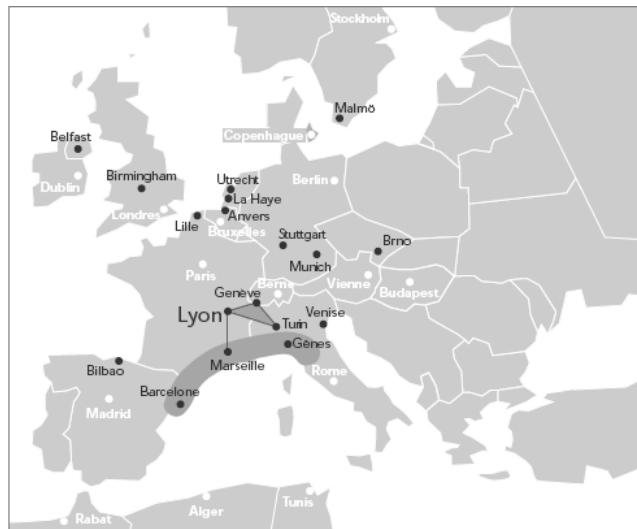 Stockholm
Malmö
Copenhague
Belfast
Dublin
Birmingham
Londres
Utrecht
La Haye
Anvers
Bruxelles
Lille
Berlin
Stuttgart
Munich
Brno
Paris
Berne
Vienne
Budapest
Genève
Lyon
Turin
Venise
Gênes
Marseille
Bilbao
Barcelone
Madrid
Rome
Rabat
Alger
Tunis